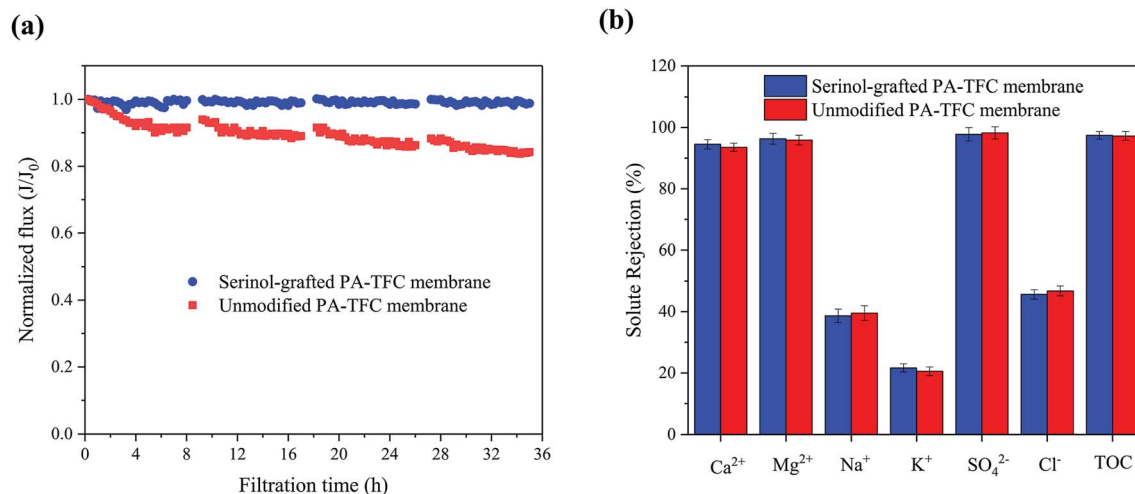 (a)
Normalized flux (J/J₀)
1.0
0.8
0.6
0.4
0.2
0.0
Serinol-grafted PA-TFC membrane
Unmodified PA-TFC membrane
0 4 8 12 16 20 24 28 32 36
Filtration time (h)
(b)
Solute Rejection (%)
120
100
80
60
40
20
0
Serinol-grafted PA-TFC membrane
Unmodified PA-TFC membrane
Ca²⁺ Mg²⁺ Na⁺ K⁺ SO₄²⁻ Cl⁻ TOC